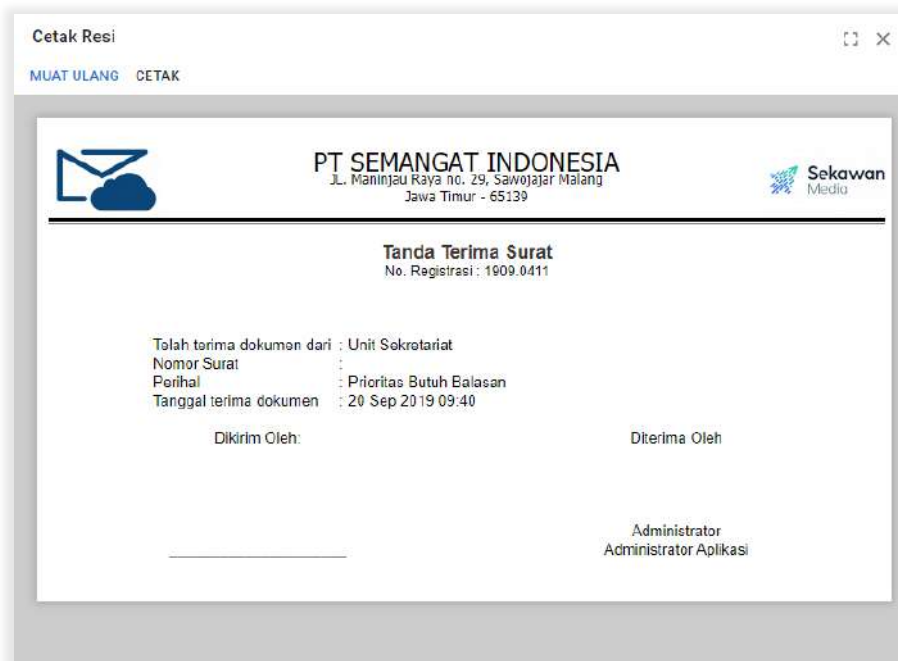 Cetak Resi
MUAT ULANG CETAK
PT SEMANGAT INDONESIA
JL. Maninjau Raya no. 29, Sawojajar Malang
Jawa Timur - 65139
Sekawan
Media
Tanda Terima Surat
No. Registrasi : 1909.0411
Telah terima dokumen dari : Unit Sekretariat
Nomor Surat :
Perihal : Prioritas Butuh Balasan
Tanggal terima dokumen : 20 Sep 2019 09:40
Dikirim Oleh: Diterima Oleh
Administrator
Administrator Aplikasi